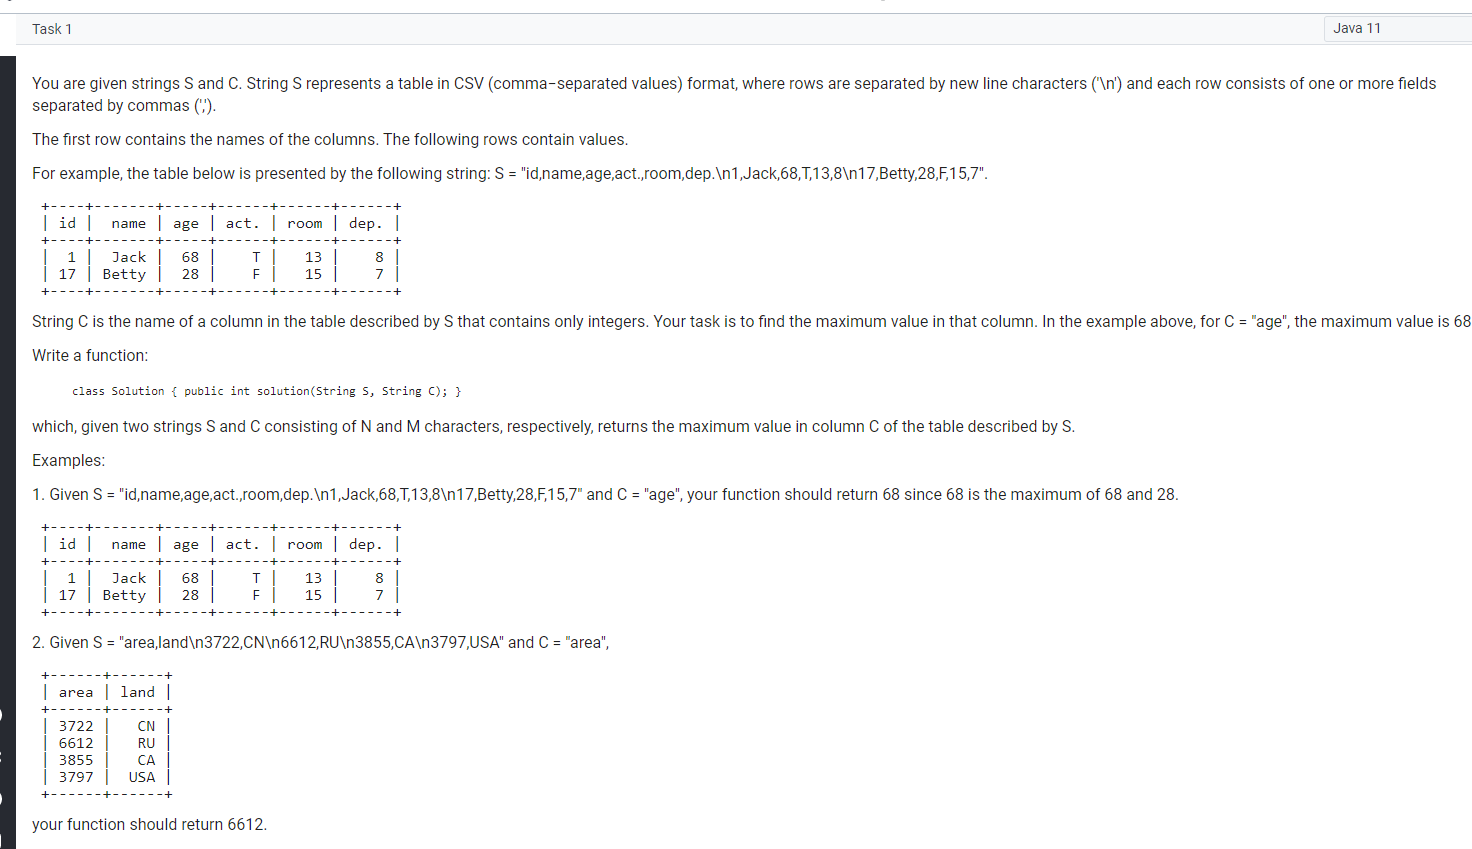 Task 1
Java 11
You are given strings S and C. String S represents a table in CSV (comma-separated values) format, where rows are separated by new line characters ('\n') and each row consists of one or more fields
separated by commas (',').
The first row contains the names of the columns. The following rows contain values.
For example, the table below is presented by the following string: S = "id,name,age,act.,room,dep.\n1,Jack,68,T,13,8\n17,Betty,28,F,15,7".
+----+-------+-----+------+------+------+
| id |  name | age | act. | room | dep. |
+----+-------+-----+------+------+------+
|  1 |  Jack |  68 |    T |   13 |    8 |
| 17 | Betty |  28 |    F |   15 |    7 |
+----+-------+-----+------+------+------+
String C is the name of a column in the table described by S that contains only integers. Your task is to find the maximum value in that column. In the example above, for C = "age", the maximum value is 68
Write a function:
class Solution { public int solution(String S, String C); }
which, given two strings S and C consisting of N and M characters, respectively, returns the maximum value in column C of the table described by S.
Examples:
1. Given S = "id,name,age,act.,room,dep.\n1,Jack,68,T,13,8\n17,Betty,28,F,15,7" and C = "age", your function should return 68 since 68 is the maximum of 68 and 28.
+----+-------+-----+------+------+------+
| id |  name | age | act. | room | dep. |
+----+-------+-----+------+------+------+
|  1 |  Jack |  68 |    T |   13 |    8 |
| 17 | Betty |  28 |    F |   15 |    7 |
+----+-------+-----+------+------+------+
2. Given S = "area,land\n3722,CN\n6612,RU\n3855,CA\n3797,USA" and C = "area",
+------+------+
| area | land |
+------+------+
| 3722 |   CN |
| 6612 |   RU |
| 3855 |   CA |
| 3797 |  USA |
+------+------+
your function should return 6612.